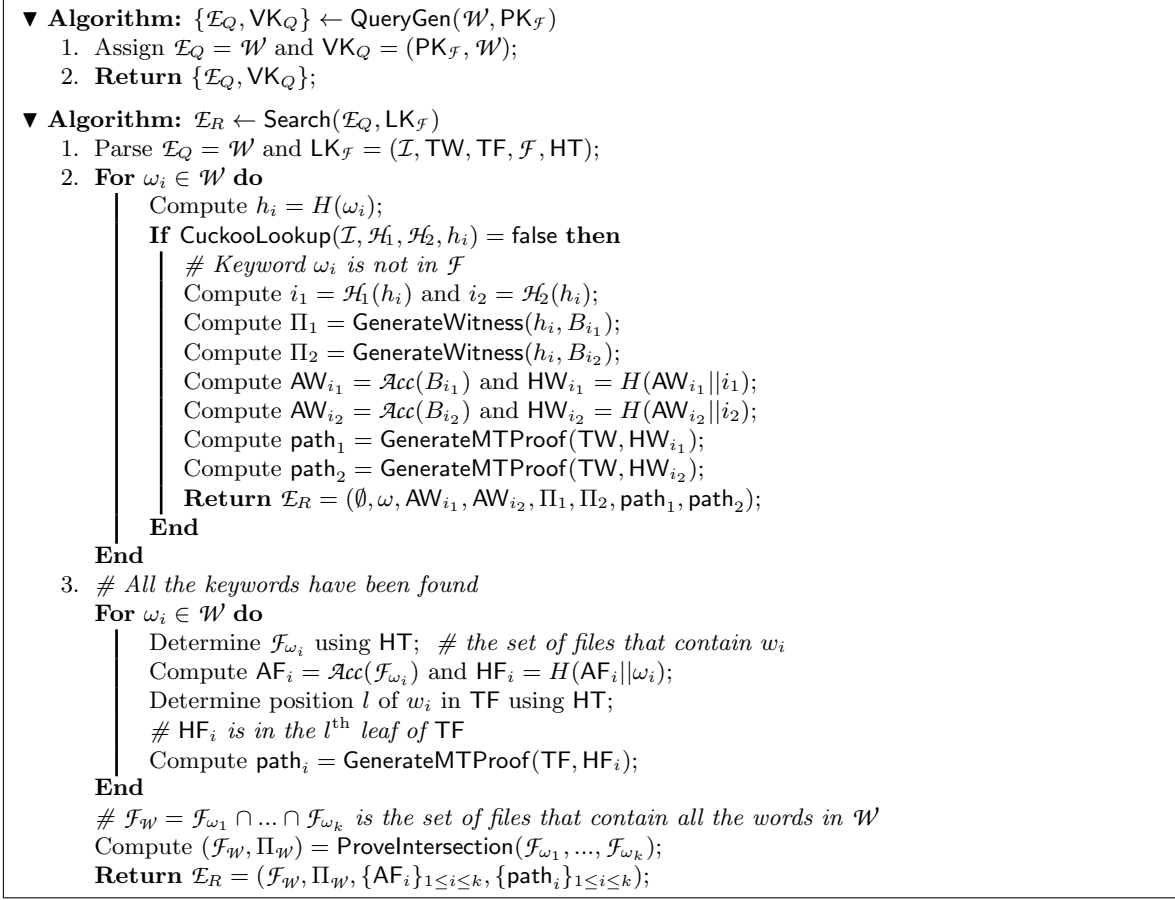 ▼ Algorithm: {ℰ_Q, VK_Q} ← QueryGen(𝒲, PK_ℱ)
1. Assign ℰ_Q = 𝒲 and VK_Q = (PK_ℱ, 𝒲);
2. Return {ℰ_Q, VK_Q};
▼ Algorithm: ℰ_R ← Search(ℰ_Q, LK_ℱ)
1. Parse ℰ_Q = 𝒲 and LK_ℱ = (ℐ, TW, TF, ℱ, HT);
2. For ω_i ∈ 𝒲 do
Compute h_i = H(ω_i);
If CuckooLookup(ℐ, ℋ_1, ℋ_2, h_i) = false then
# Keyword ω_i is not in ℱ
Compute i_1 = ℋ_1(h_i) and i_2 = ℋ_2(h_i);
Compute Π_1 = GenerateWitness(h_i, B_{i_1});
Compute Π_2 = GenerateWitness(h_i, B_{i_2});
Compute AW_{i_1} = 𝒜cc(B_{i_1}) and HW_{i_1} = H(AW_{i_1}||i_1);
Compute AW_{i_2} = 𝒜cc(B_{i_2}) and HW_{i_2} = H(AW_{i_2}||i_2);
Compute path_1 = GenerateMTProof(TW, HW_{i_1});
Compute path_2 = GenerateMTProof(TW, HW_{i_2});
Return ℰ_R = (∅, ω, AW_{i_1}, AW_{i_2}, Π_1, Π_2, path_1, path_2);
End
End
3. # All the keywords have been found
For ω_i ∈ 𝒲 do
Determine ℱ_{ω_i} using HT; # the set of files that contain w_i
Compute AF_i = 𝒜cc(ℱ_{ω_i}) and HF_i = H(AF_i||ω_i);
Determine position l of w_i in TF using HT;
# HF_i is in the l^th leaf of TF
Compute path_i = GenerateMTProof(TF, HF_i);
End
# ℱ_𝒲 = ℱ_{ω_1} ∩ ... ∩ ℱ_{ω_k} is the set of files that contain all the words in 𝒲
Compute (ℱ_𝒲, Π_𝒲) = ProveIntersection(ℱ_{ω_1}, ..., ℱ_{ω_k});
Return ℰ_R = (ℱ_𝒲, Π_𝒲, {AF_i}_{1≤i≤k}, {path_i}_{1≤i≤k});